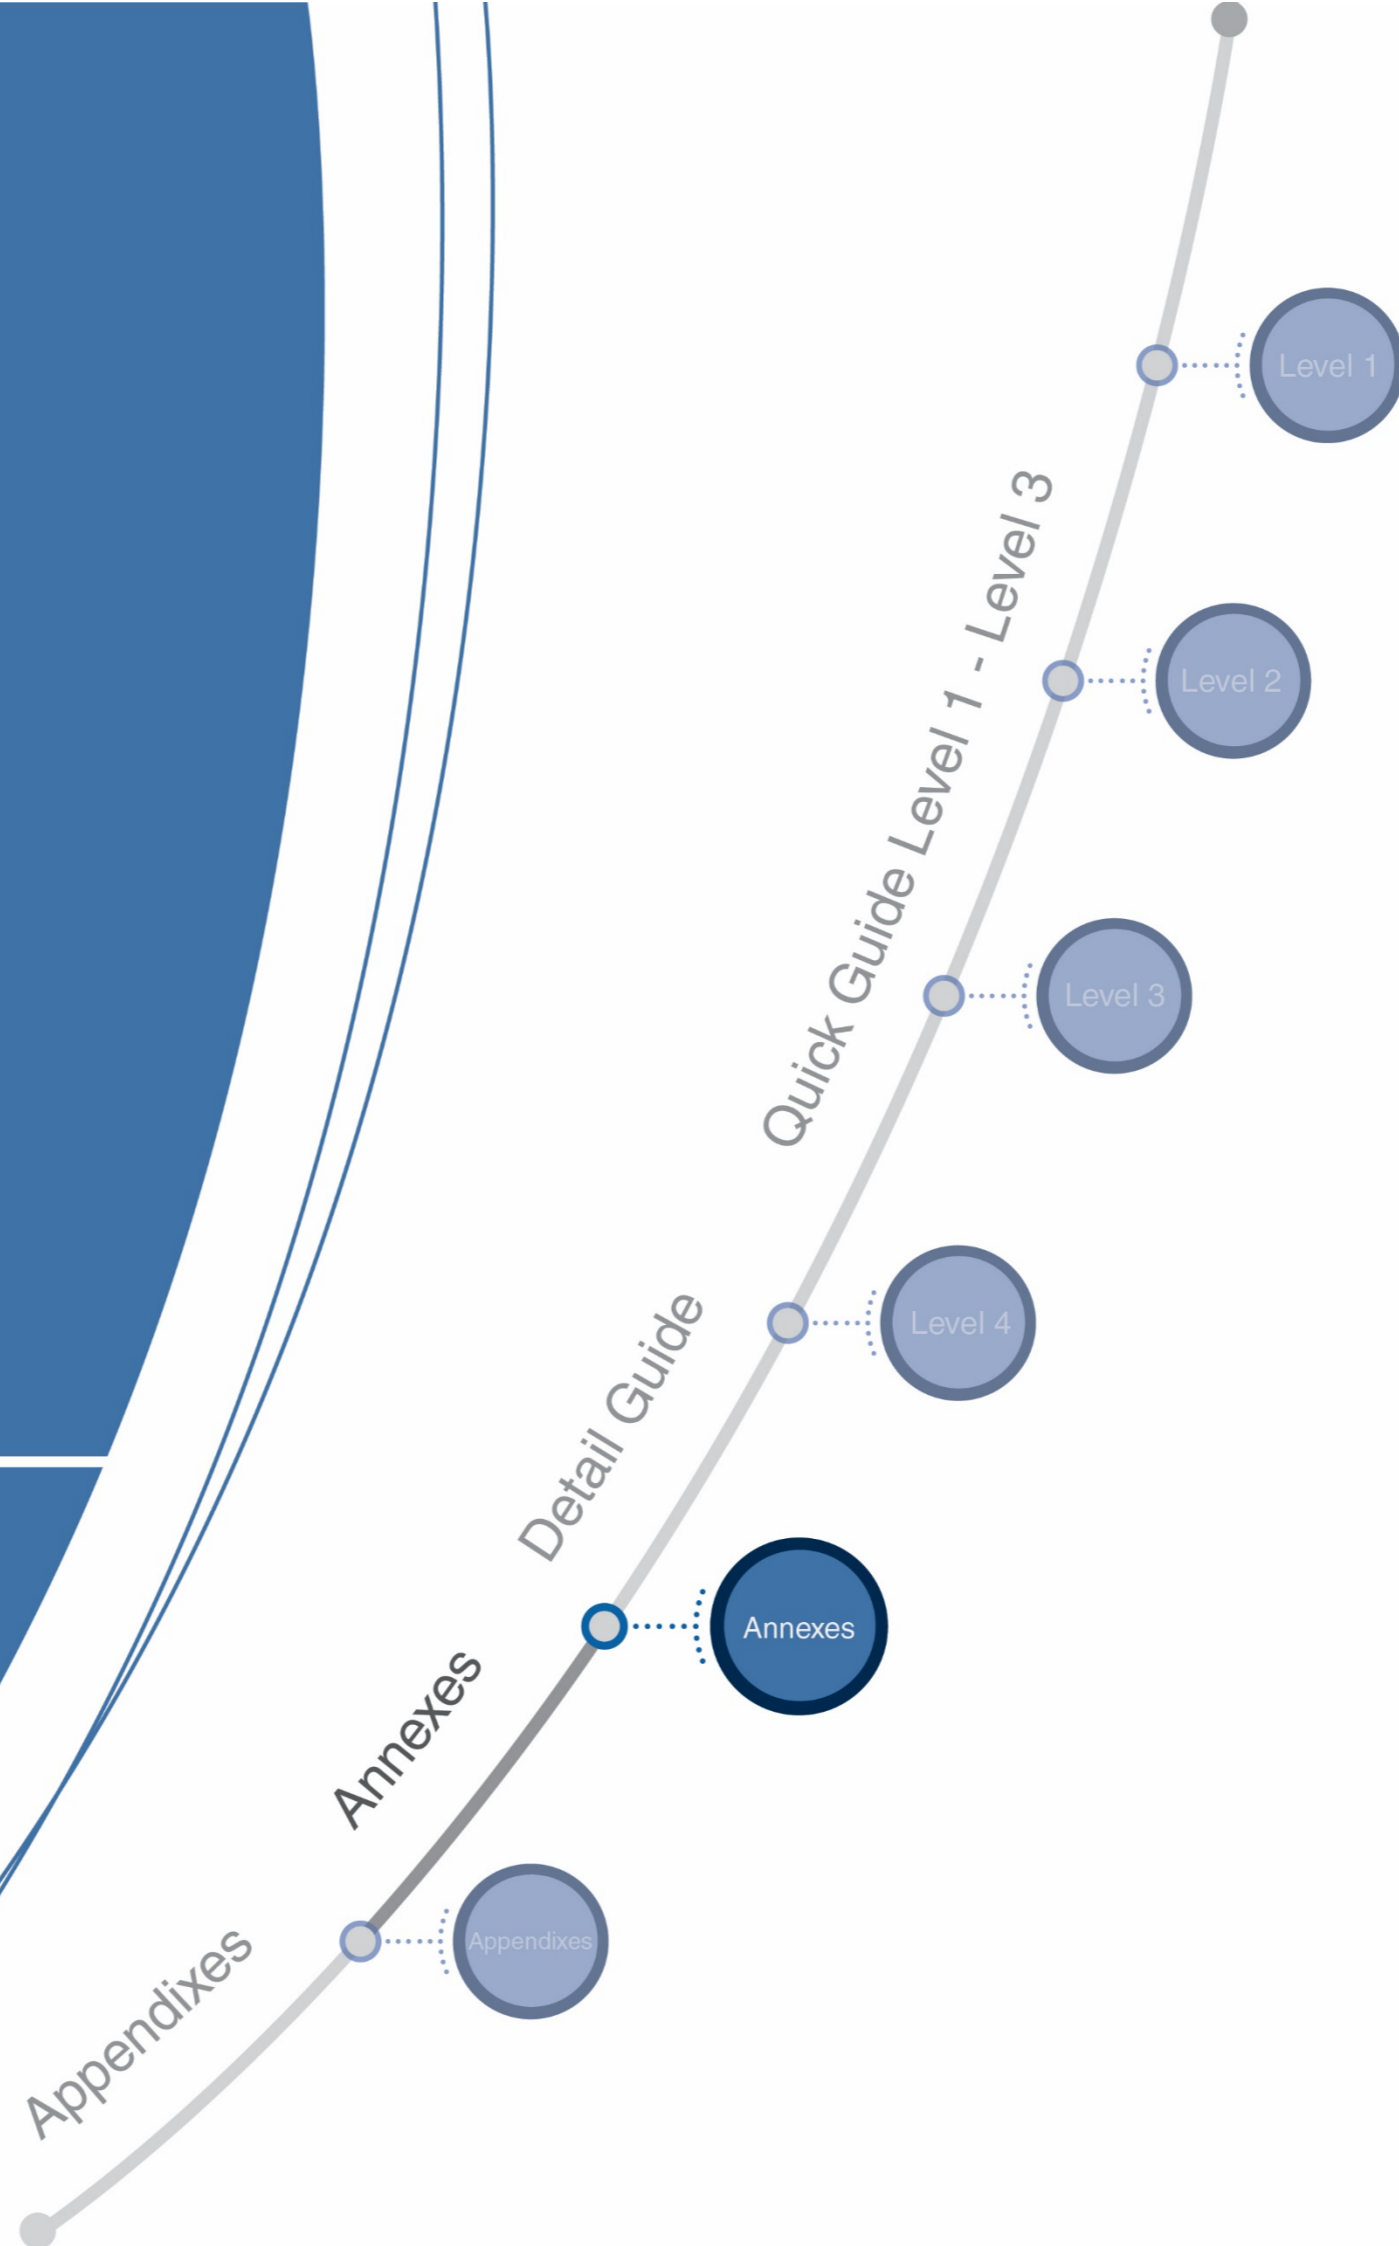 Level 1
Quick Guide Level 1 - Level 3
Level 2
Level 3
Detail Guide
Level 4
Annexes
Annexes
Appendixes
Appendixes